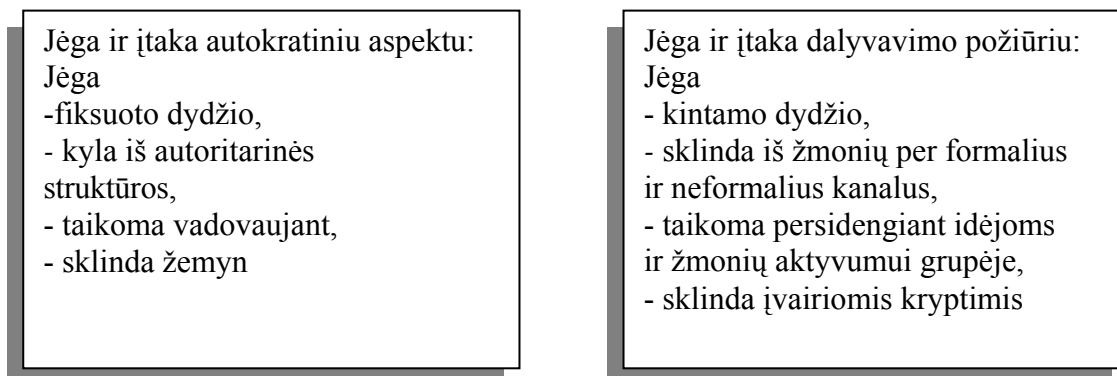 Jėga ir įtaka autokratiniu aspektu:
Jėga
-fiksuoto dydžio,
- kyla iš autoritarinės
struktūros,
- taikoma vadovaujant,
- sklinda žemyn
Jėga ir įtaka dalyvavimo požiūriu:
Jėga
- kintamo dydžio,
- sklinda iš žmonių per formalius
ir neformalius kanalus,
- taikoma persidengiant idėjoms
ir žmonių aktyvumui grupėje,
- sklinda įvairiomis kryptimis